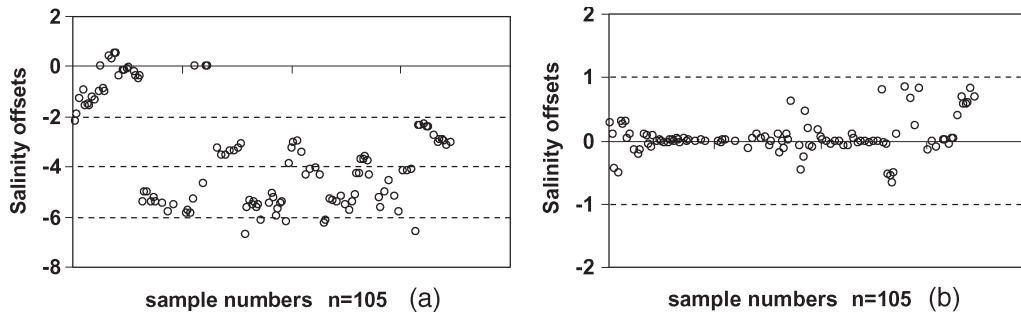 2
0
-2
-4
-6
-8
Salinity offsets
sample numbers n=105 (a)
2
1
0
-1
-2
Salinity offsets
sample numbers n=105 (b)